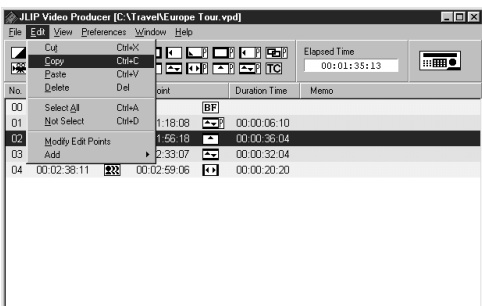 JLIP Video Producer [C:\Travel\Europe Tour.vpd]
File Edit View Preferences Window Help
Cut Ctrl+X
Copy Ctrl+C
Paste Ctrl+V
Delete Del
Select All Ctrl+A
Not Select Ctrl+D
Modify Edit Points
Add
P P P
P P P TC
Elapsed Time
00:01:35:13
No. oint Duration Time Memo
00 BF
01 1:18:08 P 00:00:06:10
02 1:56:18 00:00:36:04
03 2:33:07 00:00:32:04
04 00:02:38:11 00:02:59:06 00:00:20:20